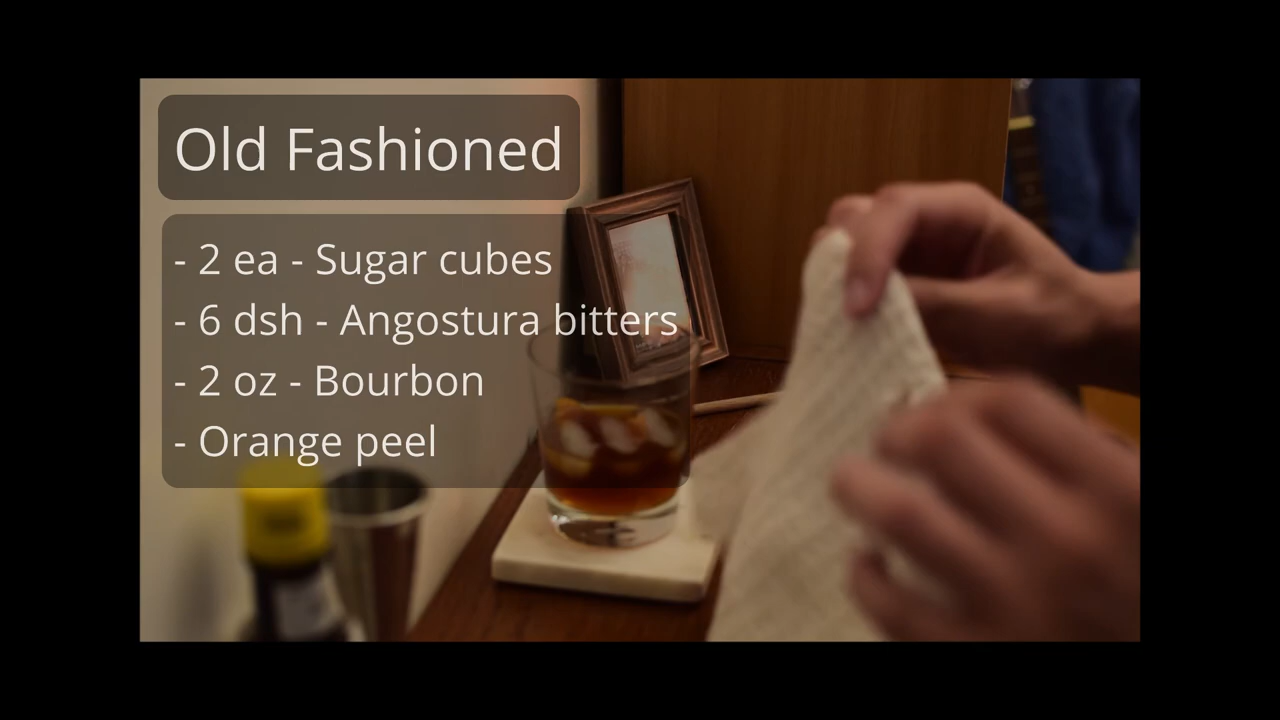 Old Fashioned
- 2 ea - Sugar cubes
- 6 dsh - Angostura bitters
- 2 oz - Bourbon
- Orange peel